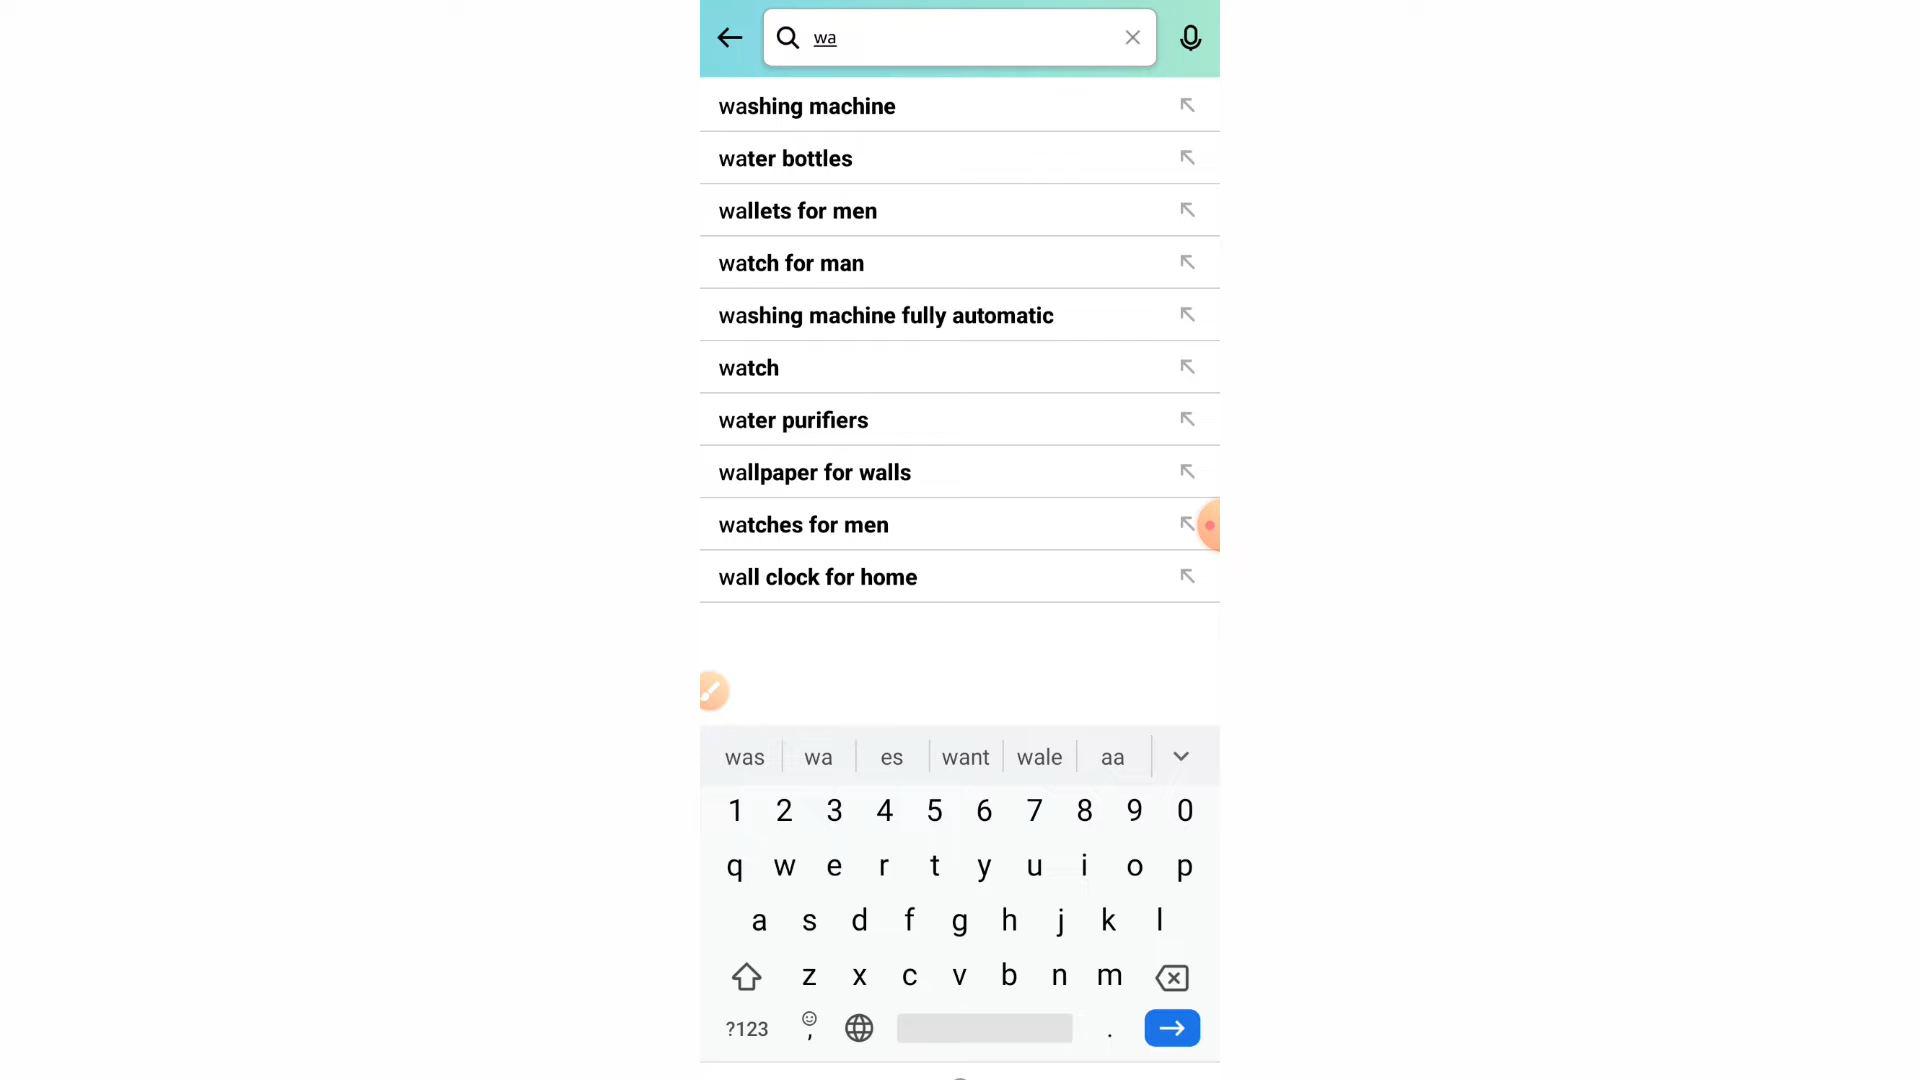 wa
washing machine
water bottles
wallets for men
watch for man
washing machine fully automatic
watch
water purifiers
wallpaper for walls
watches for men
wall clock for home
was wa es want wale aa
1 2 3 4 5 6 7 8 9 0
q w e r t y u i o p
a s d f g h j k l
z x c v b n m
?123 , .